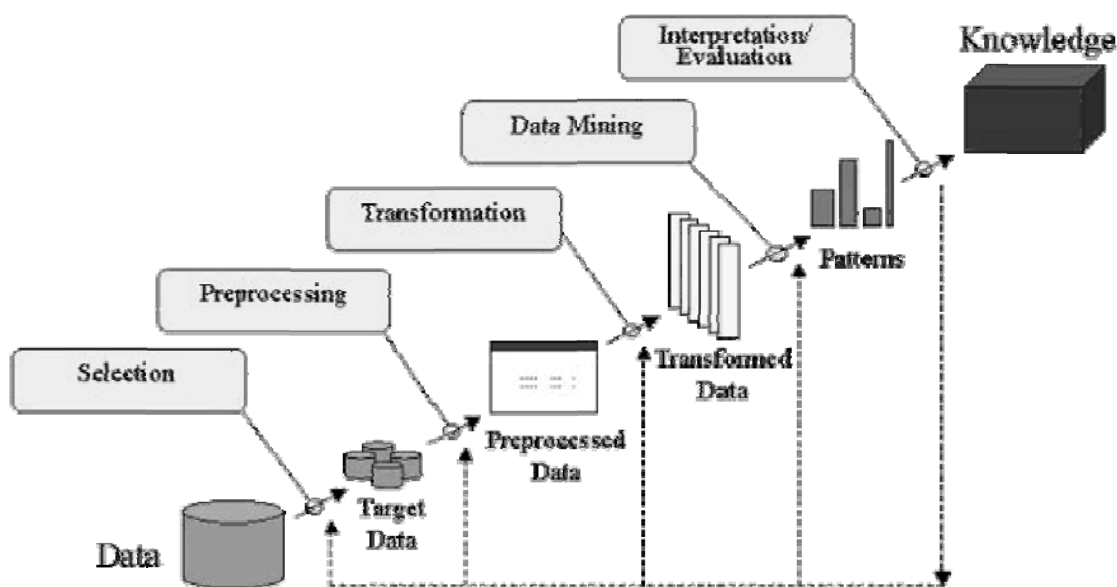 Interpretation/
Evaluation
Knowledge
Data Mining
Transformation
Patterns
Preprocessing
Transformed
Data
Selection
Preprocessed
Data
Target
Data
Data